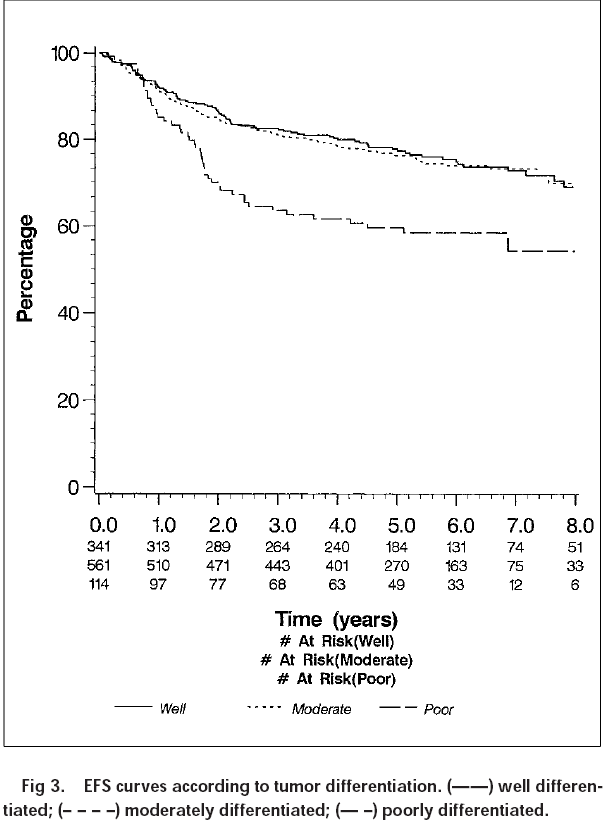 100
80
60
40
20
0
Percentage
0.0 1.0 2.0 3.0 4.0 5.0 6.0 7.0 8.0
341 313 289 264 240 184 131 74 51
561 510 471 443 401 270 163 75 33
114 97 77 68 63 49 33 12 6
Time (years)
# At Risk(Well)
# At Risk(Moderate)
# At Risk(Poor)
Well Moderate Poor
Fig 3. EFS curves according to tumor differentiation. (——) well differen-
tiated; (– – – –) moderately differentiated; (— –) poorly differentiated.